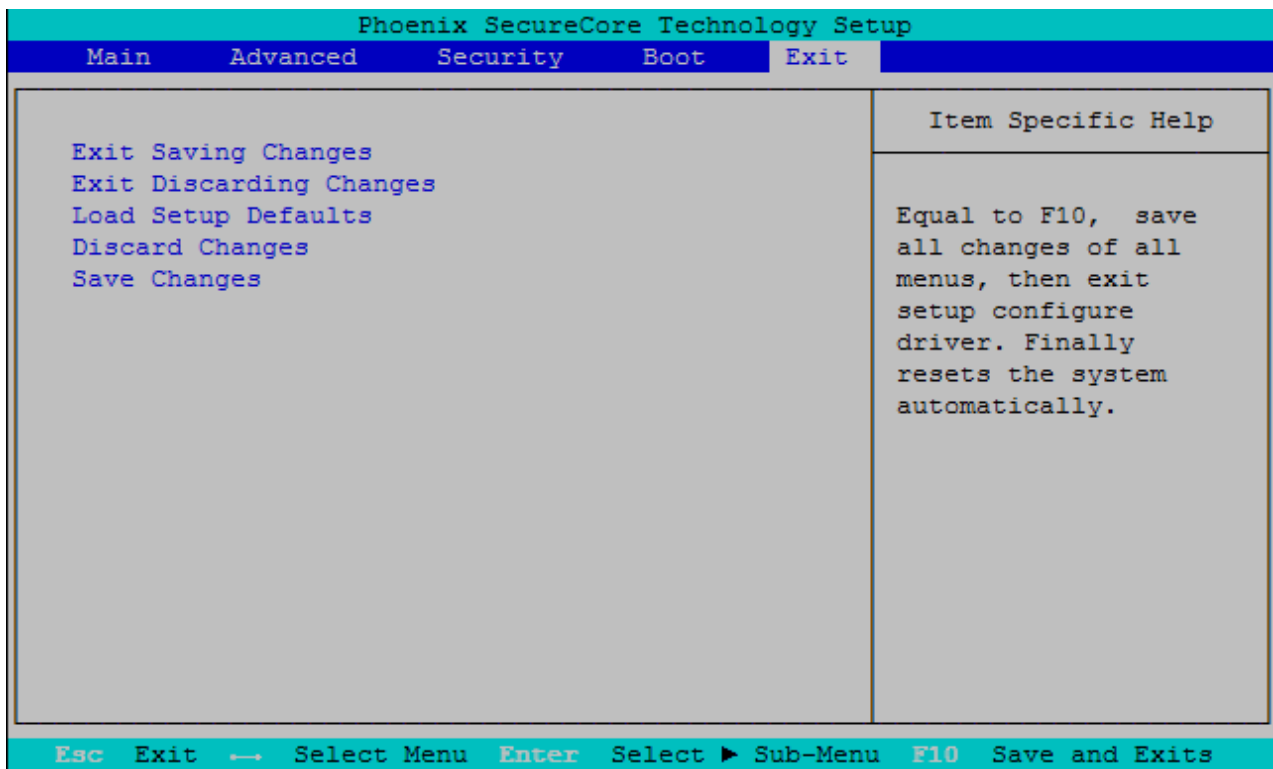 Phoenix SecureCore Technology Setup
Main Advanced Security Boot Exit
Item Specific Help
Exit Saving Changes
Exit Discarding Changes
Load Setup Defaults
Discard Changes
Save Changes
Equal to F10, save
all changes of all
menus, then exit
setup configure
driver. Finally
resets the system
automatically.
Esc Exit ↔ Select Menu Enter Select ► Sub-Menu F10 Save and Exits